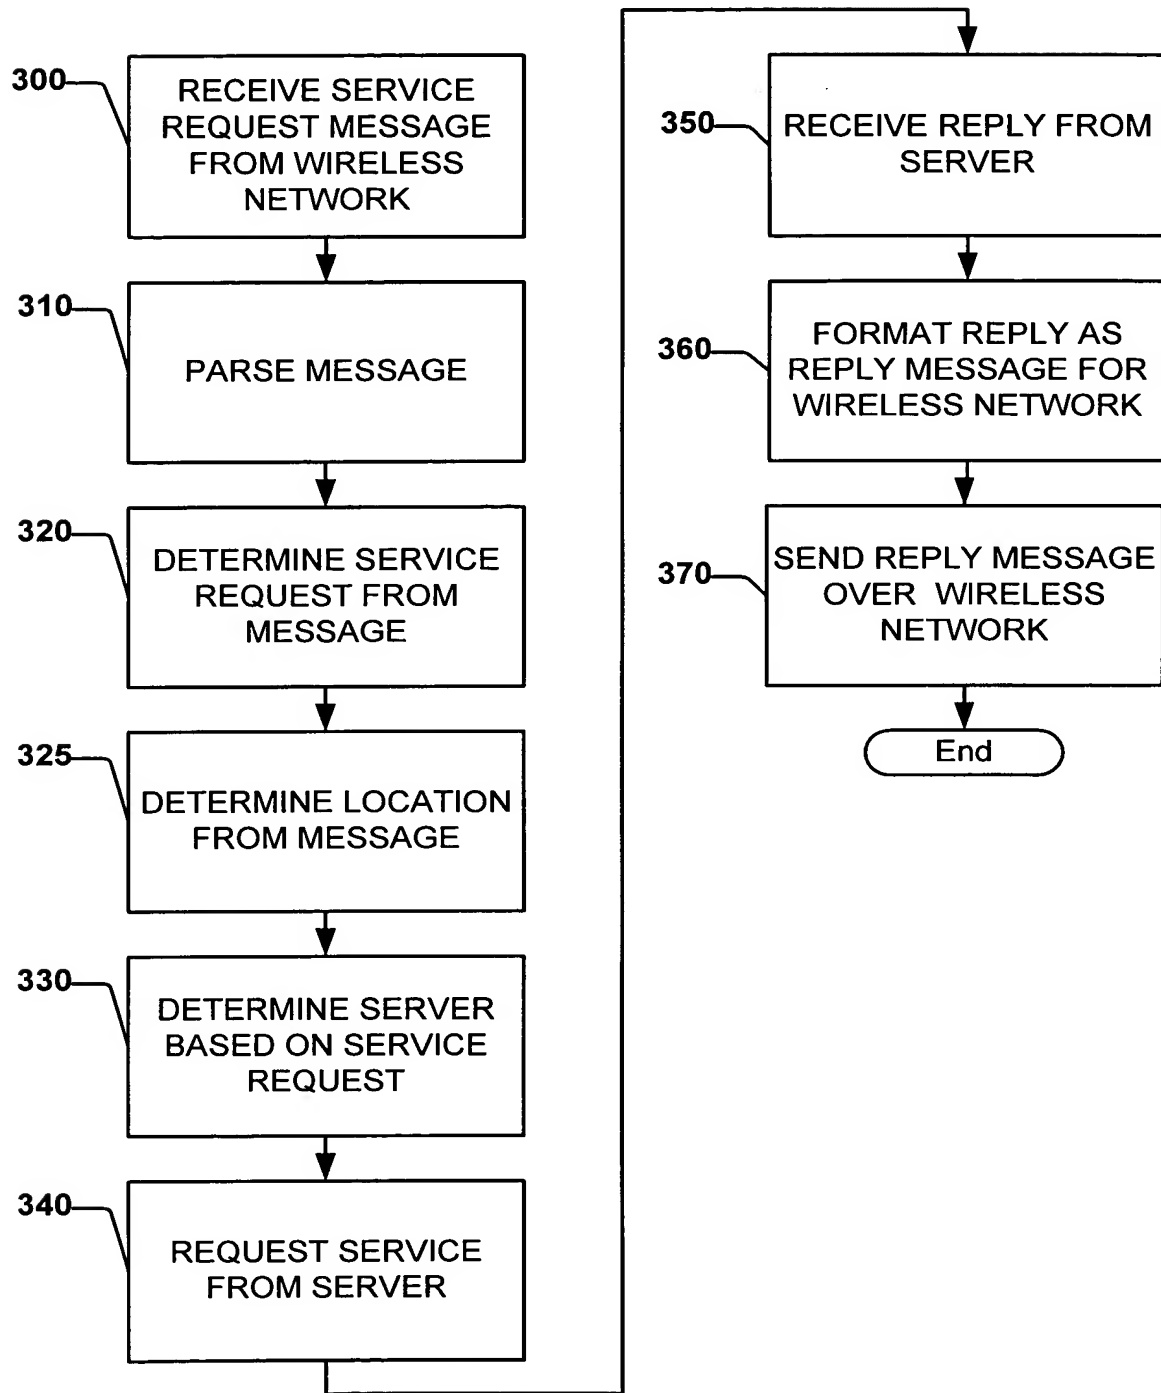 300
RECEIVE SERVICE
REQUEST MESSAGE
FROM WIRELESS
NETWORK
310
PARSE MESSAGE
320
DETERMINE SERVICE
REQUEST FROM
MESSAGE
325
DETERMINE LOCATION
FROM MESSAGE
330
DETERMINE SERVER
BASED ON SERVICE
REQUEST
340
REQUEST SERVICE
FROM SERVER
350
RECEIVE REPLY FROM
SERVER
360
FORMAT REPLY AS
REPLY MESSAGE FOR
WIRELESS NETWORK
370
SEND REPLY MESSAGE
OVER WIRELESS
NETWORK
End